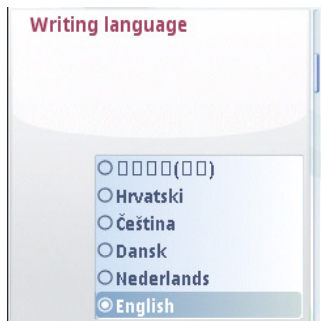 Writing language
□□□□(□□)
Hrvatski
Čeština
Dansk
Nederlands
English